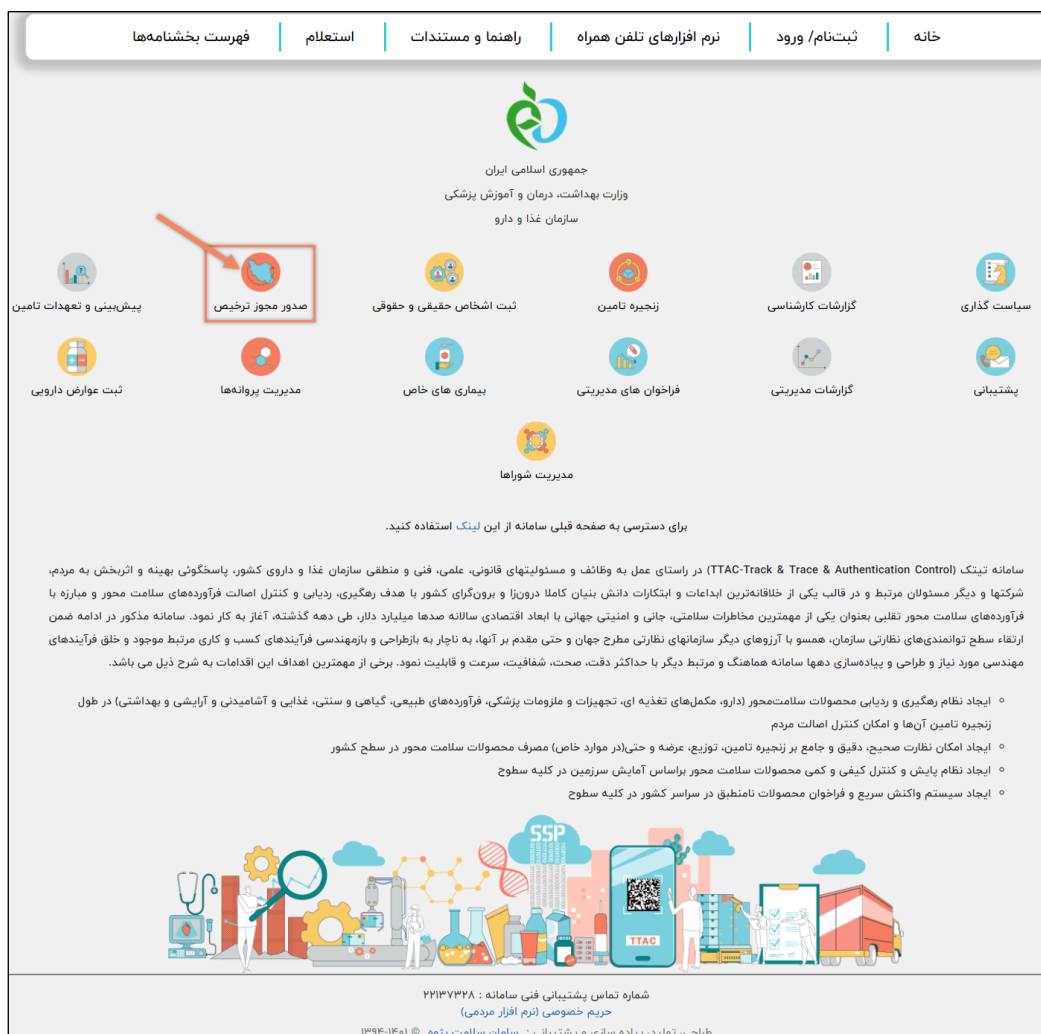 خانه
ثبت‌نام/ ورود
نرم افزارهای تلفن همراه
راهنما و مستندات
استعلام
فهرست بخشنامه‌ها
جمهوری اسلامی ایران
وزارت بهداشت، درمان و آموزش پزشکی
سازمان غذا و دارو
سیاست گذاری
گزارشات کارشناسی
زنجیره تامین
ثبت اشخاص حقیقی و حقوقی
صدور مجوز ترخیص
پیش‌بینی و تعهدات تامین
پشتیبانی
گزارشات مدیریتی
فراخوان های مدیریتی
بیماری های خاص
مدیریت پروانه‌ها
ثبت عوارض دارویی
مدیریت شوراها
برای دسترسی به صفحه قبلی سامانه از این لینک استفاده کنید.
سامانه تیتک (TTAC-Track & Trace & Authentication Control) در راستای عمل به وظائف و مسئولیتهای قانونی، علمی، فنی و منطقی سازمان غذا و داروی کشور، پاسخگوئی بهینه و اثربخش به مردم،
شرکتها و دیگر مسئولان مرتبط و در قالب یکی از خلاقانه‌ترین ابداعات و ابتکارات دانش بنیان کاملا درون‌زا و برون‌گرای کشور با هدف رهگیری، ردیابی و کنترل اصالت فرآورده‌های سلامت محور و مبارزه با
فرآورده‌های سلامت محور تقلبی بعنوان یکی از مهمترین مخاطرات سلامتی، جانی و امنیتی جهانی با ابعاد اقتصادی سالانه صدها میلیارد دلار، طی دهه گذشته، آغاز به کار نمود. سامانه مذکور در ادامه ضمن
ارتقاء سطح توانمندی‌های نظارتی سازمان، همسو با آرزوهای دیگر سازمانهای نظارتی مطرح جهان و حتی مقدم بر آنها، به ناچار به بازطراحی و بازمهندسی فرآیندهای کسب و کاری مرتبط موجود و خلق فرآیندهای
مهندسی مورد نیاز و طراحی و پیاده‌سازی دهها سامانه هماهنگ و مرتبط دیگر با حداکثر دقت، صحت، شفافیت، سرعت و قابلیت نمود. برخی از مهمترین اهداف این اقدامات به شرح ذیل می باشد.
ایجاد نظام رهگیری و ردیابی محصولات سلامت‌محور (دارو، مکمل‌های تغذیه ای، تجهیزات و ملزومات پزشکی، فرآورده‌های طبیعی، گیاهی و سنتی، غذایی و آشامیدنی و آرایشی و بهداشتی) در طول
زنجیره تامین آن‌ها و امکان کنترل اصالت مردم
ایجاد امکان نظارت صحیح، دقیق و جامع بر زنجیره تامین، توزیع، عرضه و حتی(در موارد خاص) مصرف محصولات سلامت محور در سطح کشور
ایجاد نظام پایش و کنترل کیفی و کمی محصولات سلامت محور براساس آمایش سرزمین در کلیه سطوح
ایجاد سیستم واکنش سریع و فراخوان محصولات نامنطبق در سراسر کشور در کلیه سطوح
SSP
TTAC
شماره تماس پشتیبانی فنی سامانه : ۲۲۱۳۷۳۲۸
حریم خصوصی (نرم افزار مردمی)
طراحی، تولید، پیاده سازی و پشتیبانی : سامان سلامت پژوه. © ۱۳۹۴-۱۴۰۱